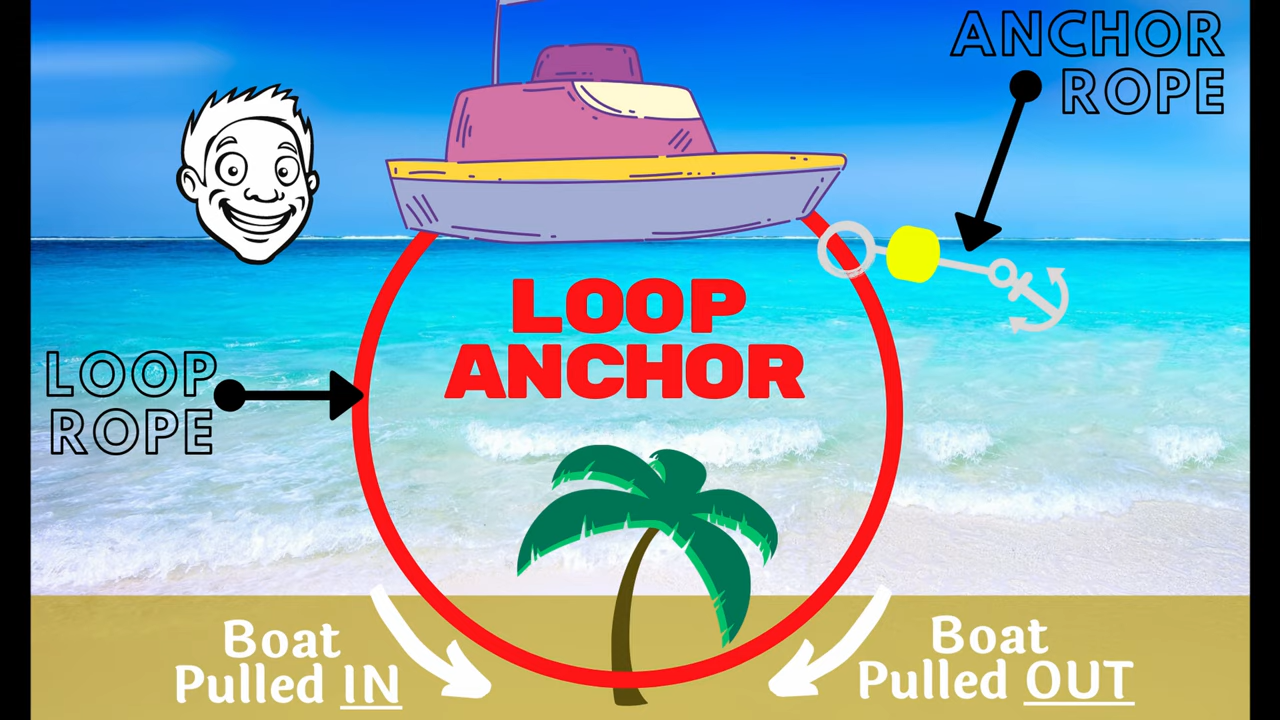 ANCHOR
ROPE
LOOP
ANCHOR
LOOP
ROPE
Boat
Pulled IN
Boat
Pulled OUT